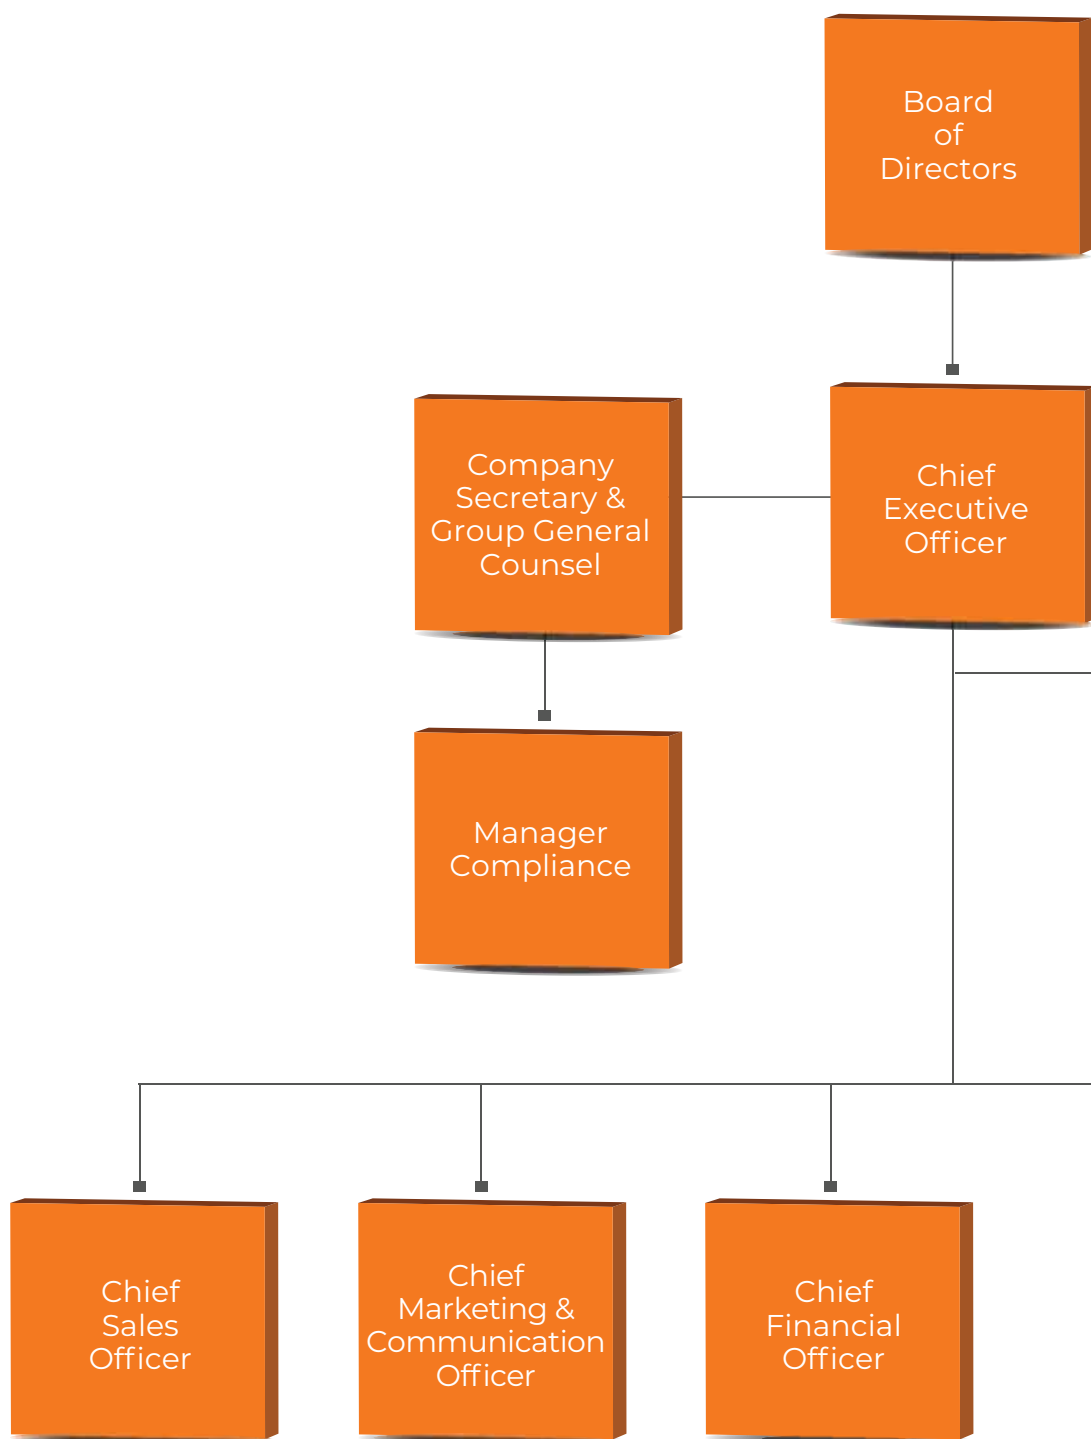 Board
of
Directors
Company
Secretary &
Group General
Counsel
Chief
Executive
Officer
Manager
Compliance
Chief
Sales
Officer
Chief
Marketing &
Communication
Officer
Chief
Financial
Officer